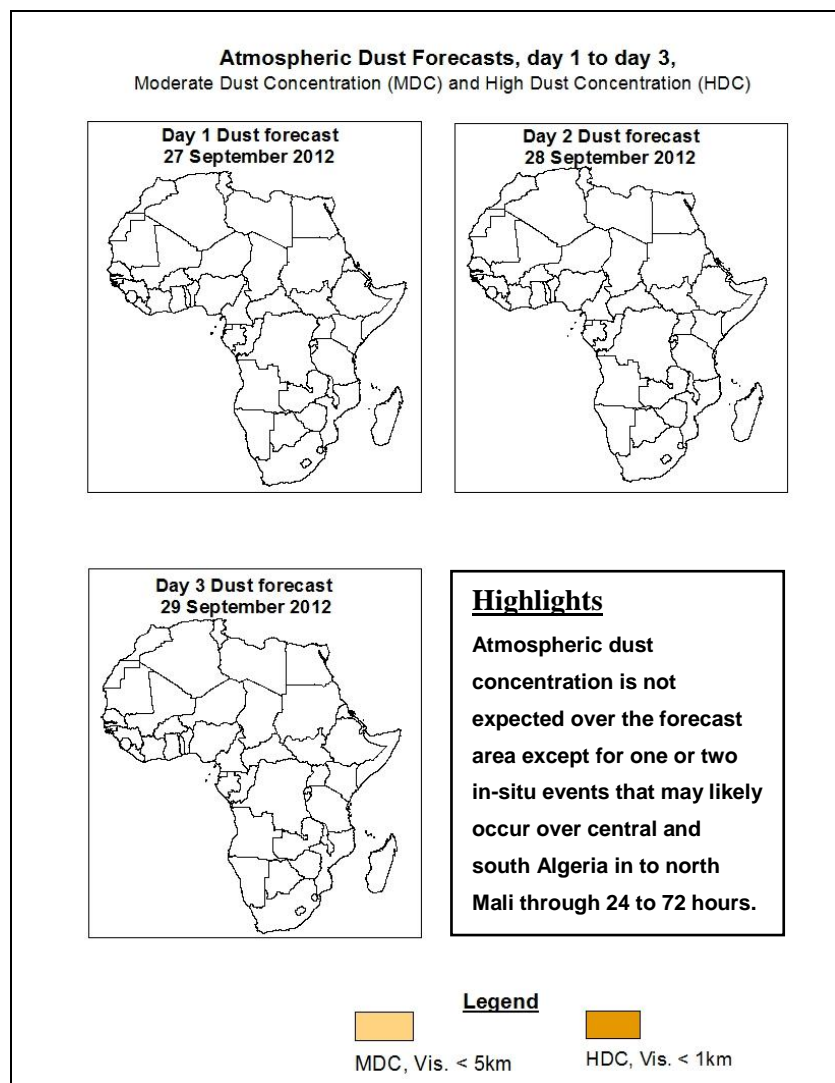 Atmospheric Dust Forecasts, day 1 to day 3,
Moderate Dust Concentration (MDC) and High Dust Concentration (HDC)
Day 1 Dust forecast
27 September 2012
Day 2 Dust forecast
28 September 2012
Day 3 Dust forecast
29 September 2012
Highlights
Atmospheric dust
concentration is not
expected over the forecast
area except for one or two
in-situ events that may likely
occur over central and
south Algeria in to north
Mali through 24 to 72 hours.
Legend
MDC, Vis. < 5km
HDC, Vis. < 1km